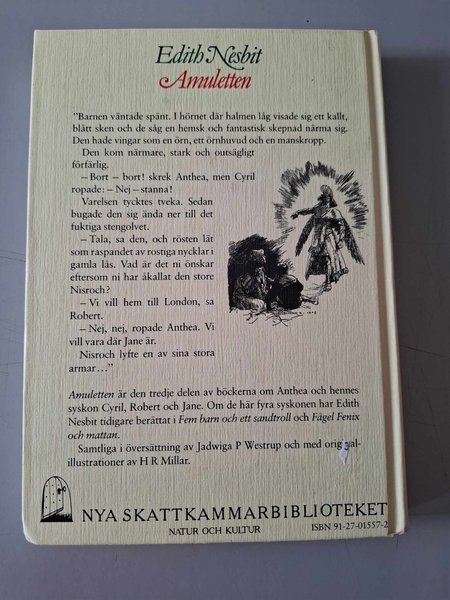 Edith Nesbit
Amuletten
"Barnen väntade spänt. I hörnet där halmen låg visade sig ett kallt,
blått sken och de såg en hemsk och fantastisk skepnad närma sig.
Den hade vingar som en örn, ett örnhuvud och en manskropp.
Den kom närmare, stark och outsägligt
förfärlig.
– Bort – bort! skrek Anthea, men Cyril
ropade: – Nej – stanna!
Varelsen tycktes tveka. Sedan
bugade den sig ända ner till det
fuktiga stengolvet.
– Tala, sa den, och rösten lät
som raspandet av rostiga nycklar i
gamla lås. Vad är det ni önskar
eftersom ni har åkallat den store
Nisroch?
– Vi vill hem till London, sa
Robert.
– Nej, nej, ropade Anthea. Vi
vill vara där Jane är.
Nisroch lyfte en av sina stora
armar..."
Amuletten är den tredje delen av böckerna om Anthea och hennes
syskon Cyril, Robert och Jane. Om de här fyra syskonen har Edith
Nesbit tidigare berättat i Fem barn och ett sandtroll och Fågel Fenix
och mattan.
Samtliga i översättning av Jadwiga P Westrup och med original-
illustrationer av H R Millar.
NYA SKATTKAMMARBIBLIOTEKET
NATUR OCH KULTUR
ISBN 91-27-01557-2